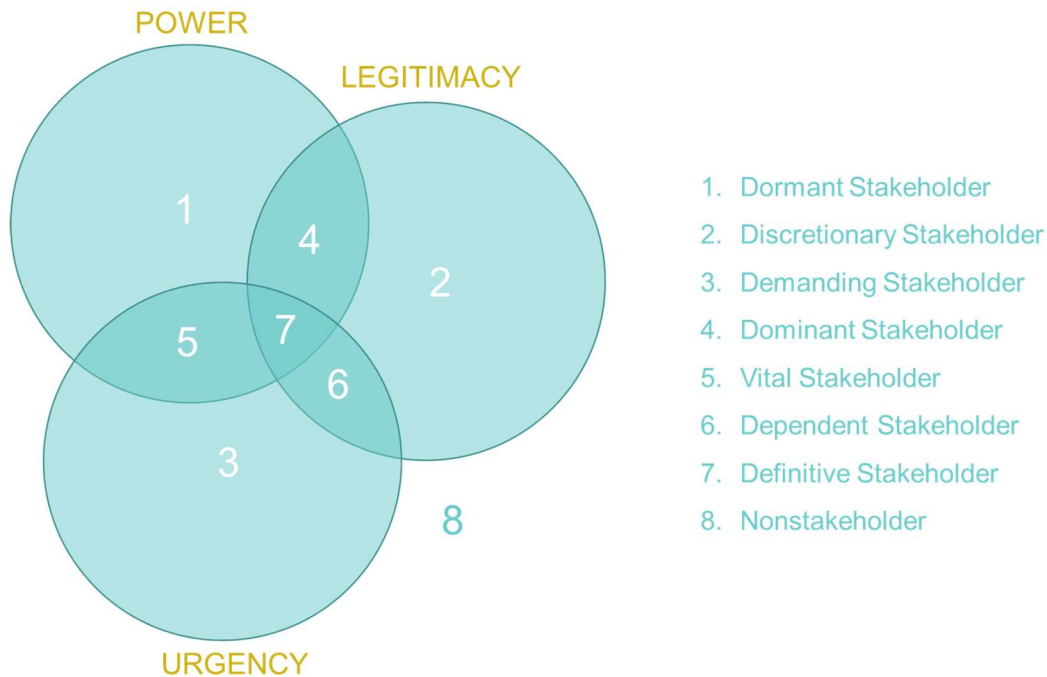 POWER
LEGITIMACY
1
4
2
5
7
6
3
8
URGENCY
1. Dormant Stakeholder
2. Discretionary Stakeholder
3. Demanding Stakeholder
4. Dominant Stakeholder
5. Vital Stakeholder
6. Dependent Stakeholder
7. Definitive Stakeholder
8. Nonstakeholder